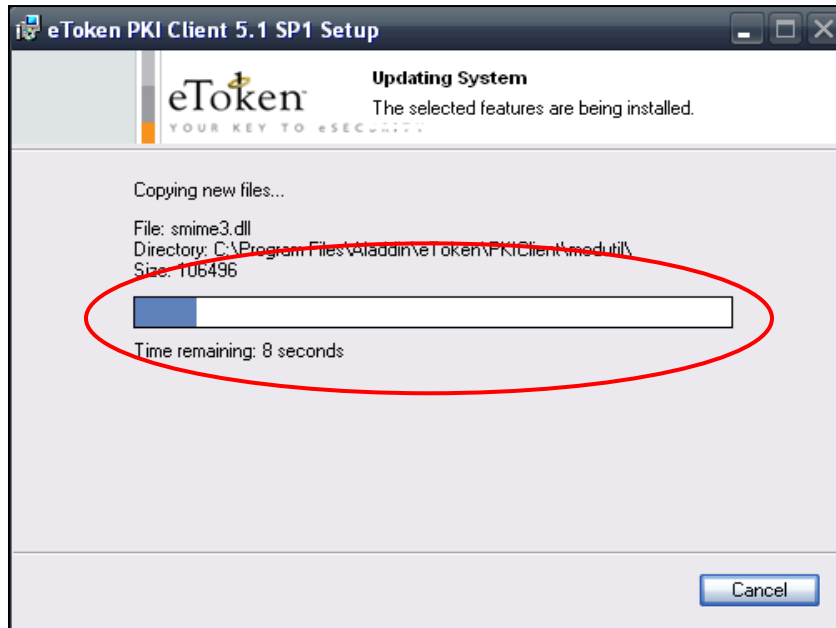 eToken PKI Client 5.1 SP1 Setup
eToken
Updating System
The selected features are being installed.
YOUR KEY TO
Copying new files...
File: smime3.dll
Directory: C:\Program Files\Aladdin\eToken\PKIClient\modutil\
Size: 106496
Time remaining: 8 seconds
Cancel